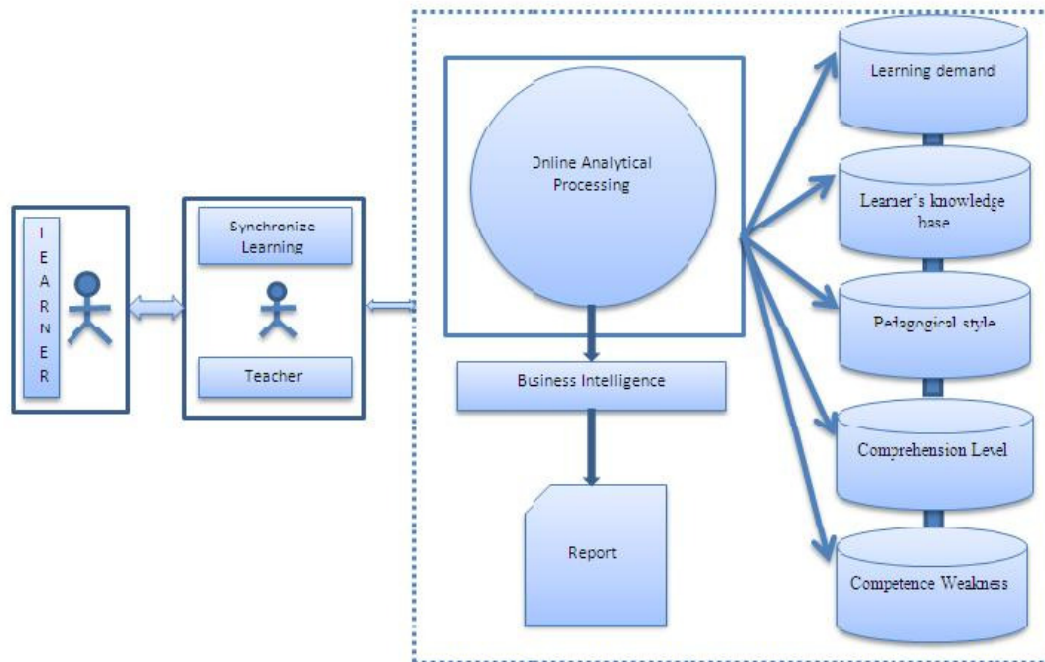 LEARNER
Synchronize
Learning
Teacher
Online Analytical
Processing
Business Intelligence
Report
Learning demand
Learner's knowledge
base
Pedagogical style
Comprehension Level
Competence Weakness